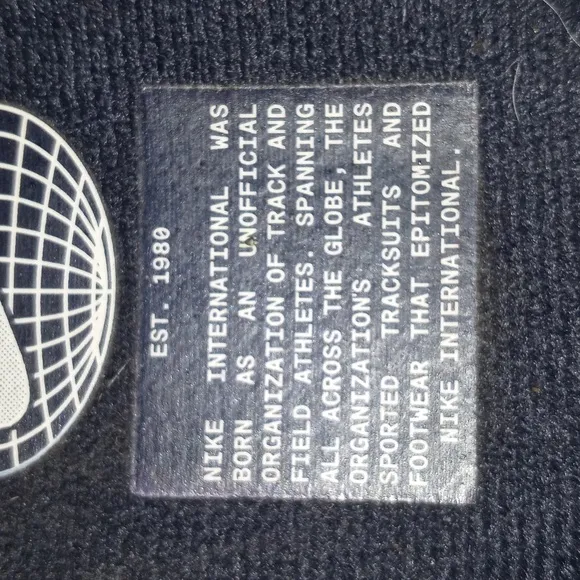 EST. 1980
NIKE INTERNATIONAL WAS
BORN AS AN UNOFFICIAL
ORGANIZATION OF TRACK AND
FIELD ATHLETES. SPANNING
ALL ACROSS THE GLOBE, THE
ORGANIZATION'S ATHLETES
SPORTED TRACKSUITS AND
FOOTWEAR THAT EPITOMIZED
NIKE INTERNATIONAL.